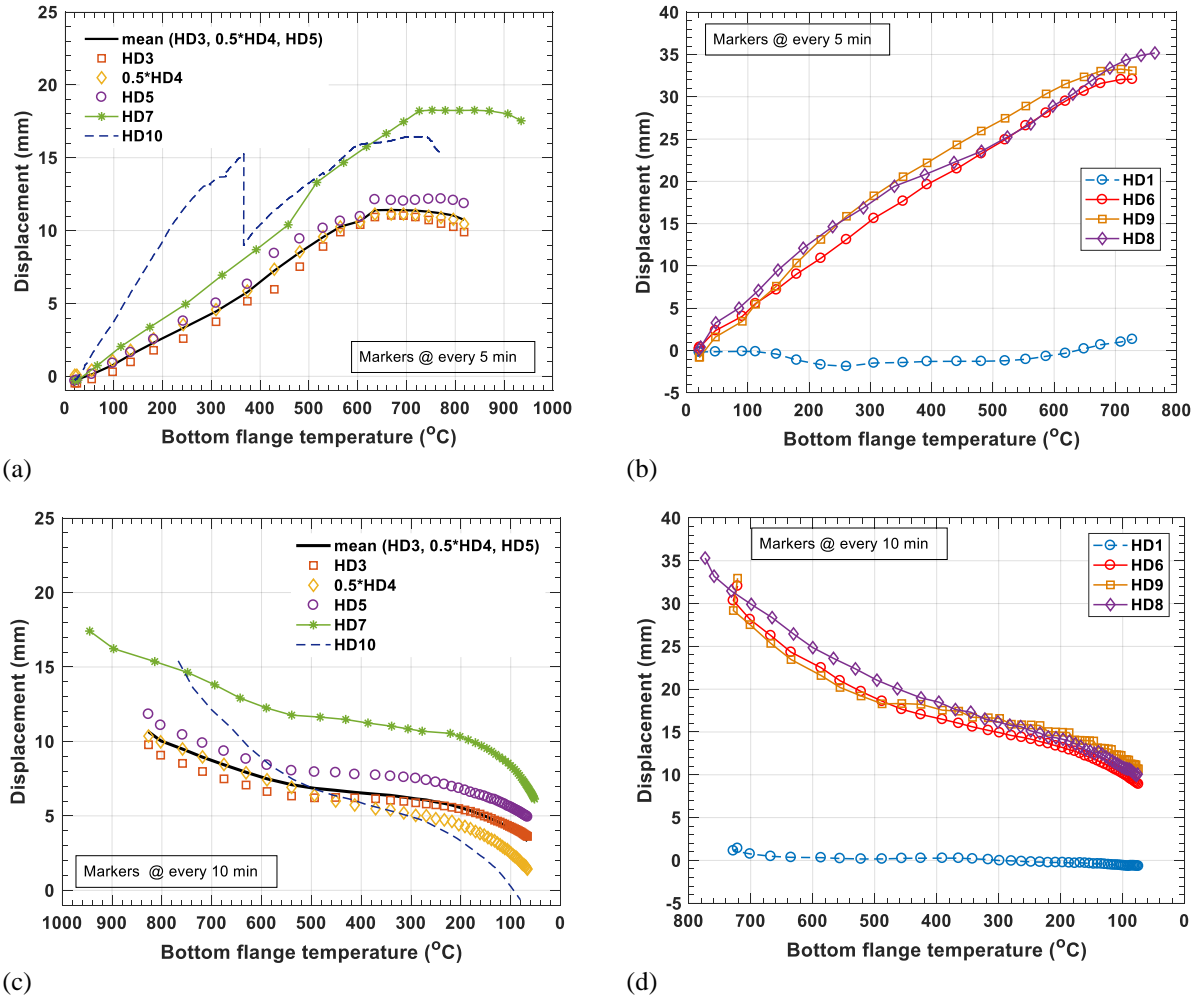 25
20
15
10
5
0
Displacement (mm)
mean (HD3, 0.5*HD4, HD5)
HD3
0.5*HD4
HD5
HD7
HD10
Markers @ every 5 min
0 100 200 300 400 500 600 700 800 900 1000
Bottom flange temperature (°C)
(a)
40
35
30
25
20
15
10
5
0
-5
Displacement (mm)
Markers @ every 5 min
HD1
HD6
HD9
HD8
0 100 200 300 400 500 600 700 800
Bottom flange temperature (°C)
(b)
25
20
15
10
5
0
Displacement (mm)
mean (HD3, 0.5*HD4, HD5)
HD3
0.5*HD4
HD5
HD7
HD10
Markers @ every 10 min
1000 900 800 700 600 500 400 300 200 100 0
Bottom flange temperature (°C)
(c)
40
35
30
25
20
15
10
5
0
-5
Displacement (mm)
Markers @ every 10 min
HD1
HD6
HD9
HD8
800 700 600 500 400 300 200 100 0
Bottom flange temperature (°C)
(d)